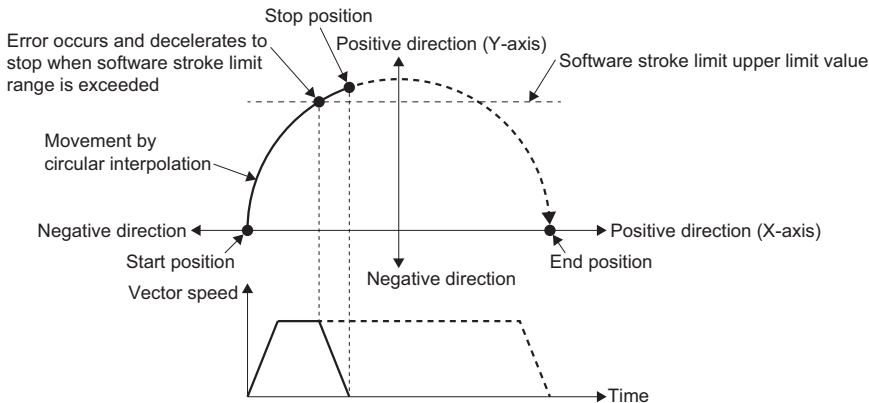 Stop position
Error occurs and decelerates to
stop when software stroke limit
range is exceeded
Positive direction (Y-axis)
Software stroke limit upper limit value
Movement by
circular interpolation
Negative direction
Positive direction (X-axis)
Start position
End position
Negative direction
Vector speed
Time